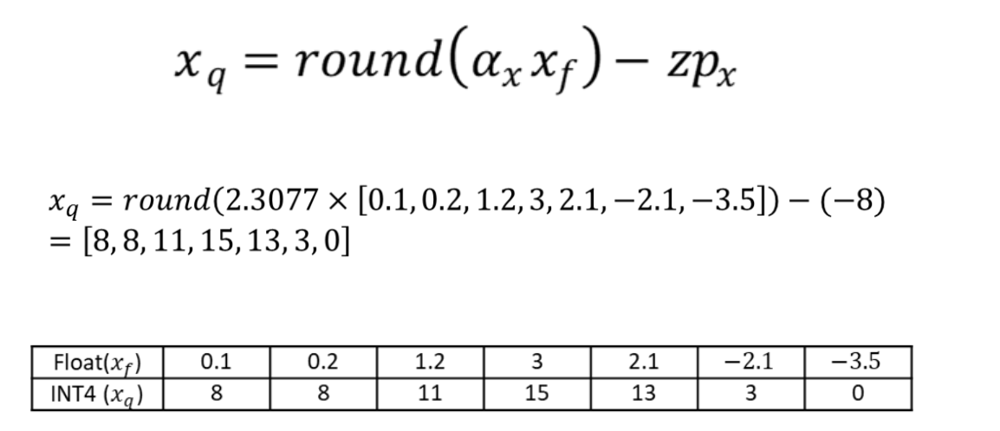 x_q = round(α_x x_f) − zp_x
x_q = round(2.3077 × [0.1, 0.2, 1.2, 3, 2.1, −2.1, −3.5]) − (−8)
= [8, 8, 11, 15, 13, 3, 0]
Float(x_f) 0.1 0.2 1.2 3 2.1 −2.1 −3.5
INT4 (x_q) 8 8 11 15 13 3 0